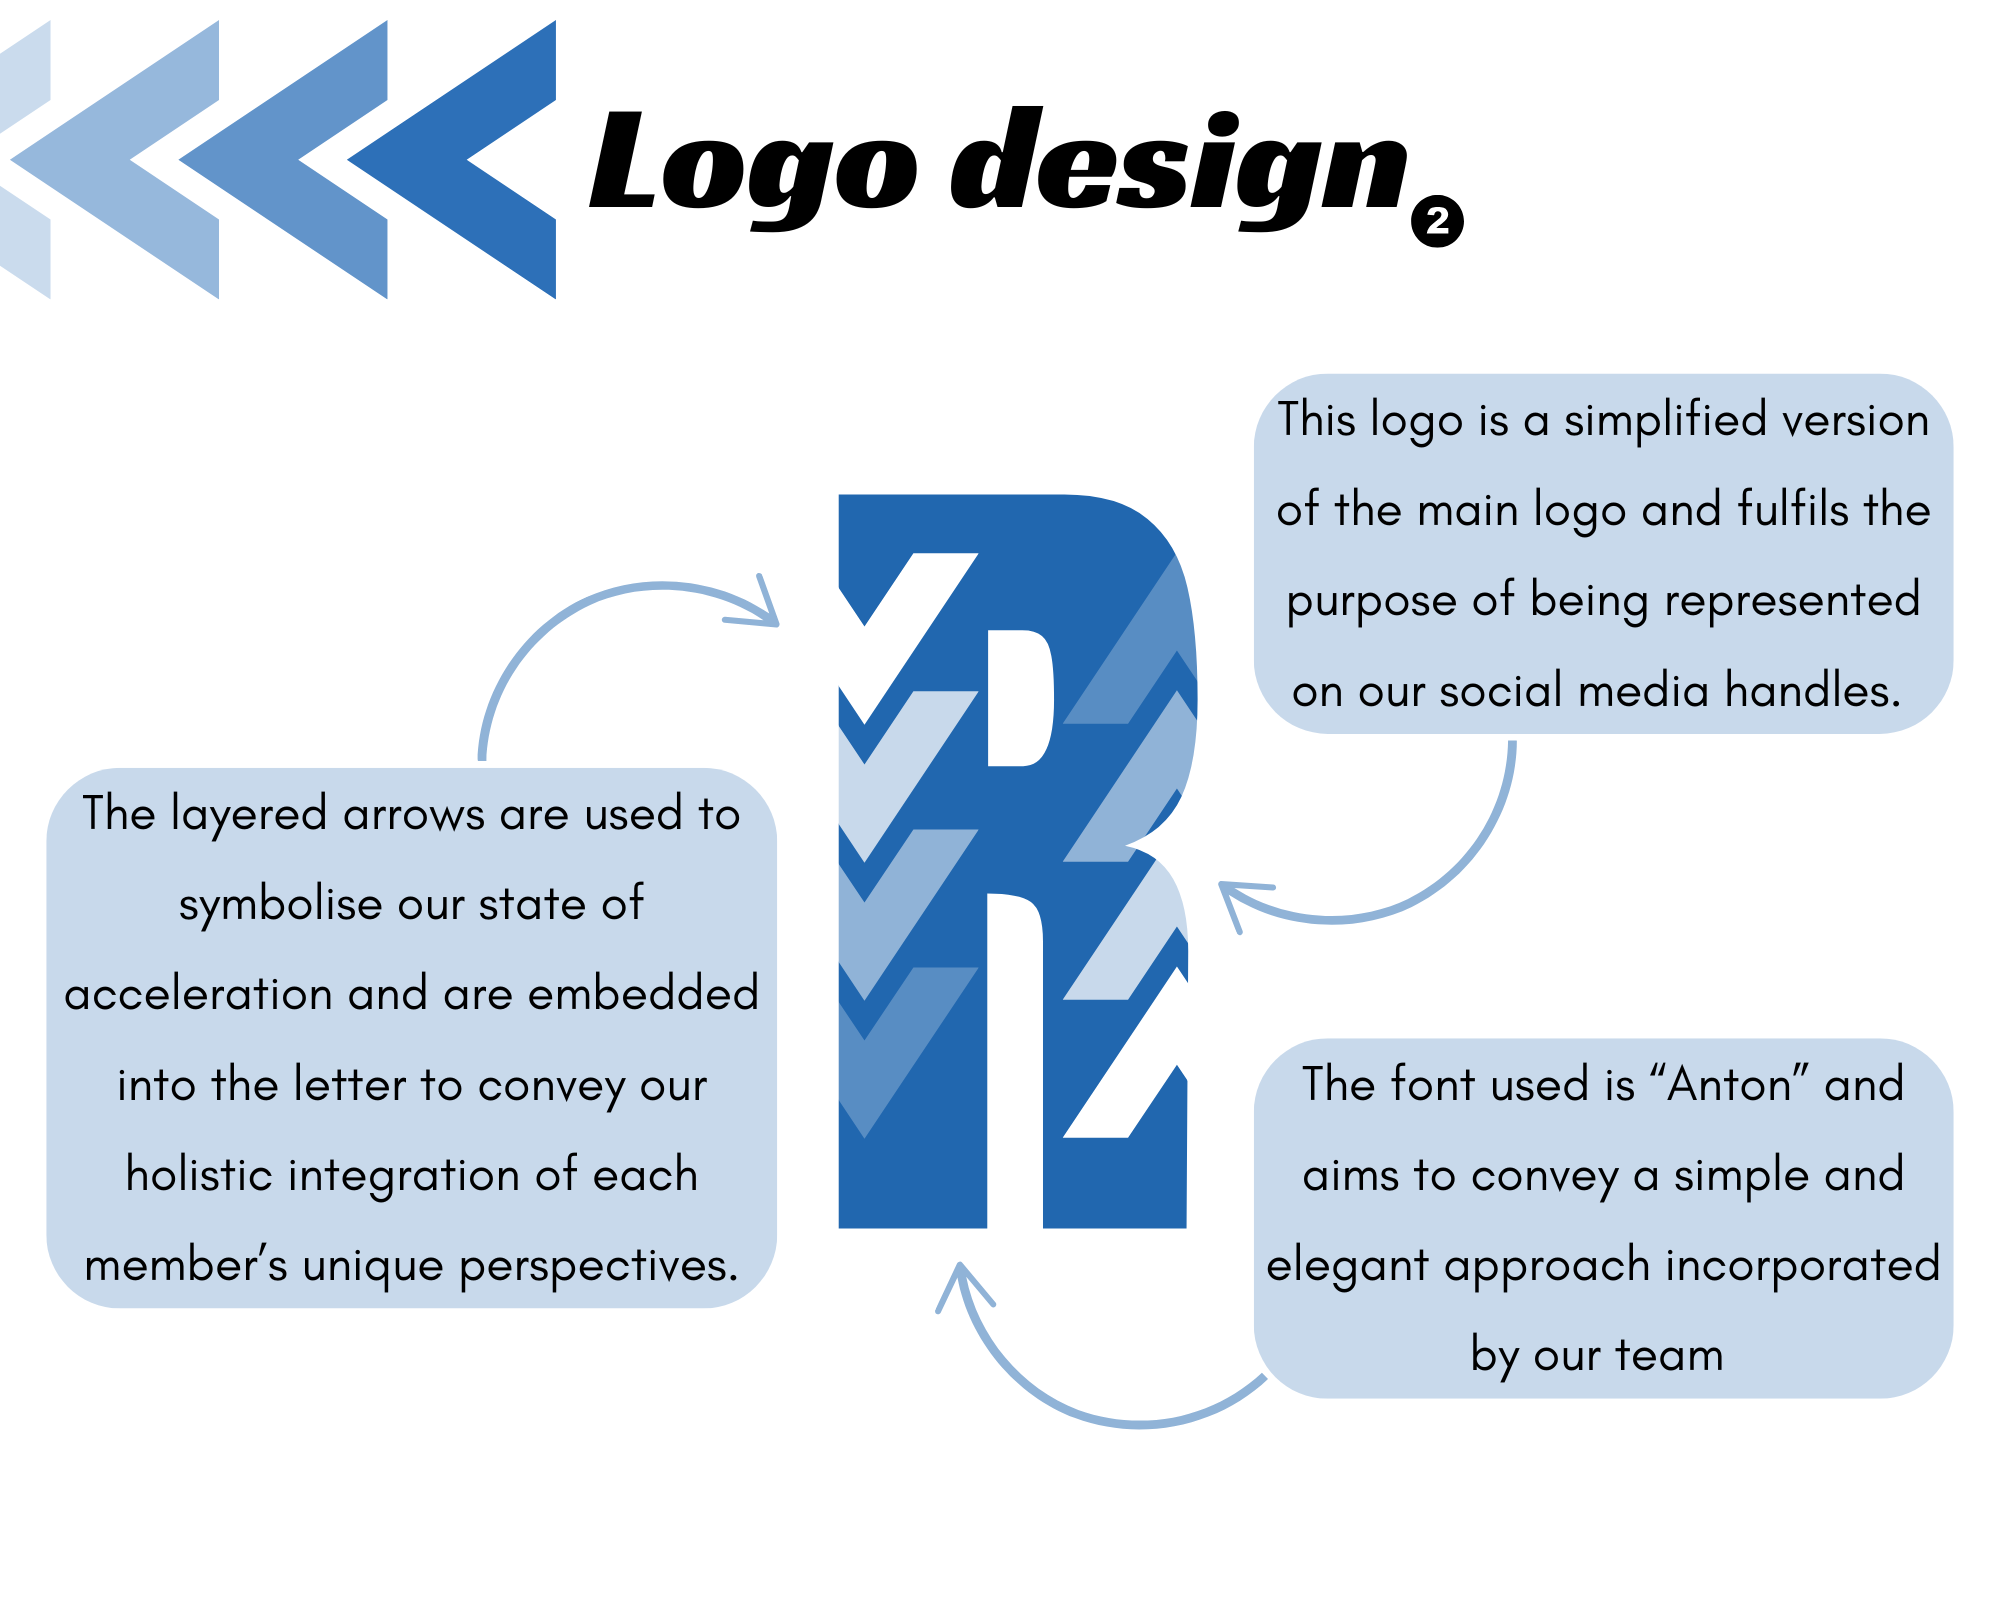 Logo design
2
This logo is a simplified version
of the main logo and fulfils the
purpose of being represented
on our social media handles.
R
The layered arrows are used to
symbolise our state of
acceleration and are embedded
into the letter to convey our
holistic integration of each
member’s unique perspectives.
The font used is “Anton” and
aims to convey a simple and
elegant approach incorporated
by our team